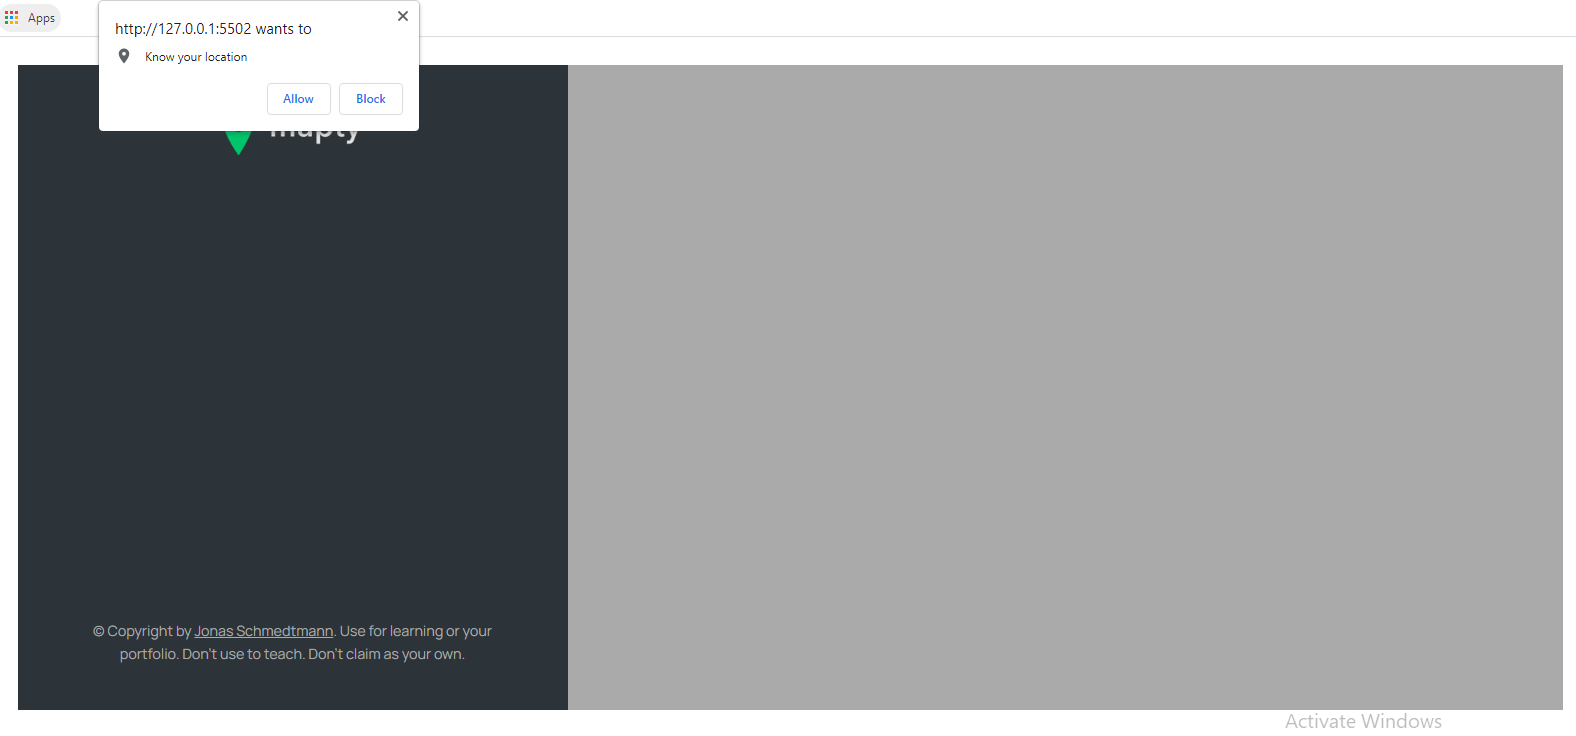 Apps
http://127.0.0.1:5502 wants to
Know your location
Allow
Block
mapty
© Copyright by Jonas Schmedtmann. Use for learning or your
portfolio. Don't use to teach. Don't claim as your own.
Activate Windows